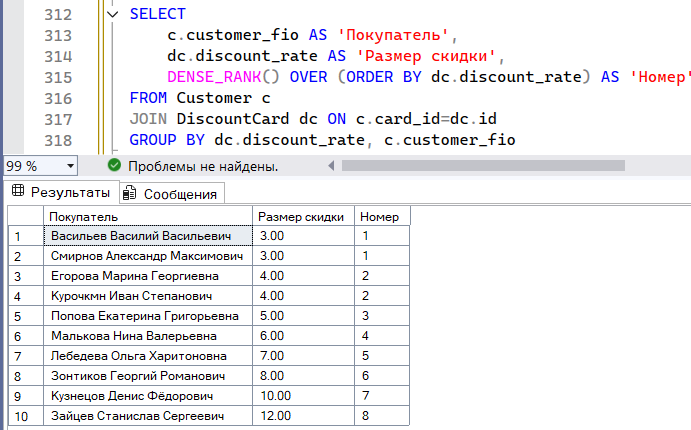 312 SELECT
313 c.customer_fio AS 'Покупатель',
314 dc.discount_rate AS 'Размер скидки',
315 DENSE_RANK() OVER (ORDER BY dc.discount_rate) AS 'Номер'
316 FROM Customer c
317 JOIN DiscountCard dc ON c.card_id=dc.id
318 GROUP BY dc.discount_rate, c.customer_fio
99 % Проблемы не найдены.
Результаты Сообщения
Покупатель Размер скидки Номер
1 Васильев Василий Васильевич 3.00 1
2 Смирнов Александр Максимович 3.00 1
3 Егорова Марина Георгиевна 4.00 2
4 Курочкмн Иван Степанович 4.00 2
5 Попова Екатерина Григорьевна 5.00 3
6 Малькова Нина Валерьевна 6.00 4
7 Лебедева Ольга Харитоновна 7.00 5
8 Зонтиков Георгий Романович 8.00 6
9 Кузнецов Денис Фёдорович 10.00 7
10 Зайцев Станислав Сергеевич 12.00 8